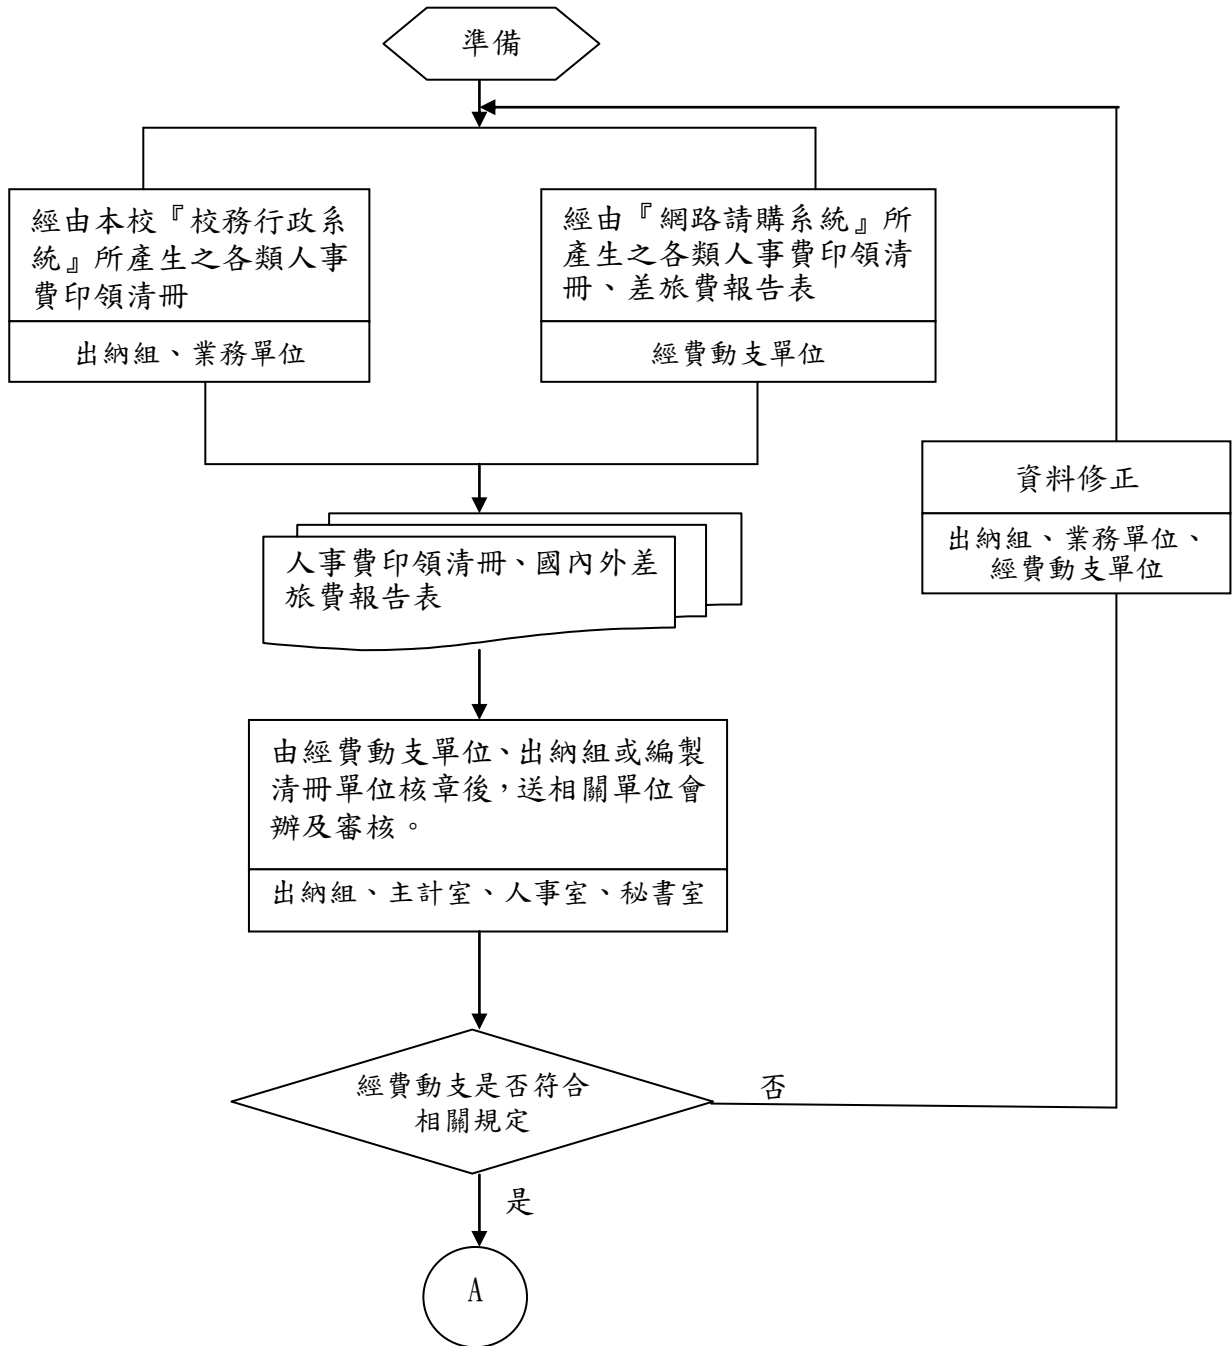 準備
經由本校『校務行政系
統』所產生之各類人事
費印領清冊
出納組、業務單位
經由『網路請購系統』所
產生之各類人事費印領清
冊、差旅費報告表
經費動支單位
資料修正
出納組、業務單位、
經費動支單位
人事費印領清冊、國內外差
旅費報告表
由經費動支單位、出納組或編製
清冊單位核章後，送相關單位會
辦及審核。
出納組、主計室、人事室、秘書室
經費動支是否符合
相關規定
否
是
A